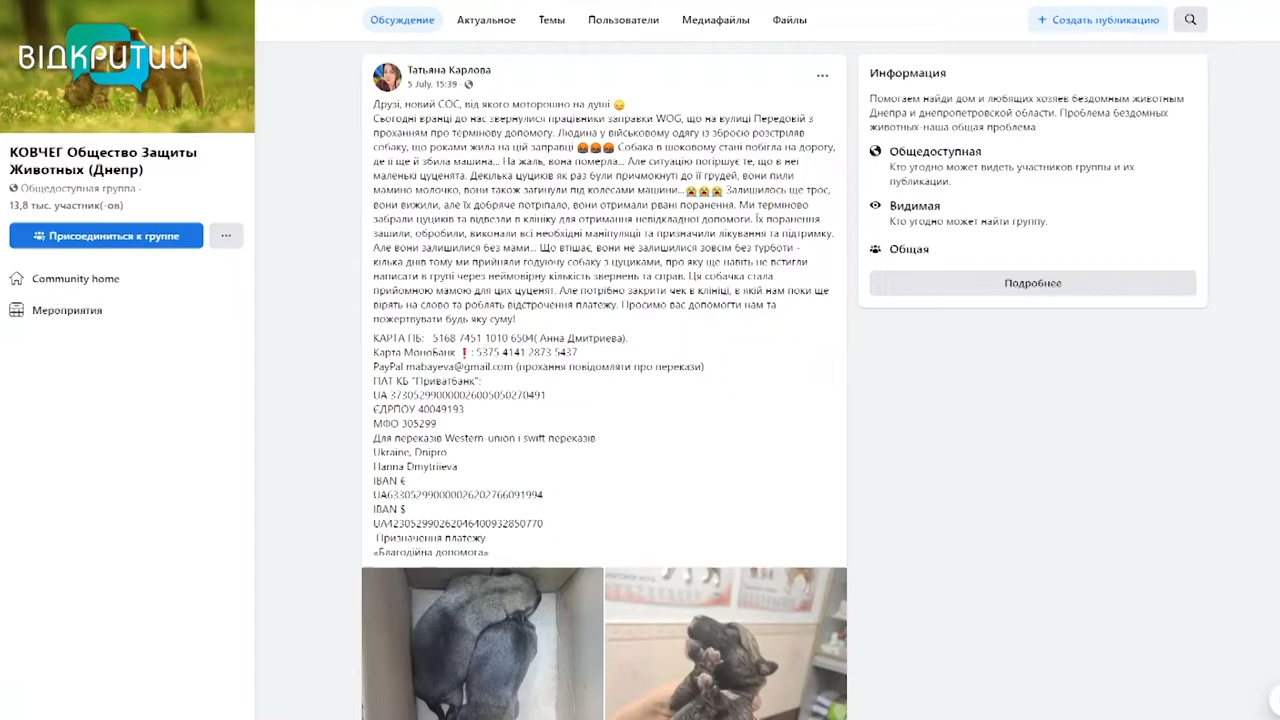 ВІДКРИТИЙ
КОВЧЕГ Общество Защиты
Животных (Днепр)
Общедоступная группа ·
13,8 тыс. участник(-ов)
Присоединиться к группе
Community home
Мероприятия
Обсуждение
Актуальное
Темы
Пользователи
Медиафайлы
Файлы
+ Создать публикацию
Татьяна Карлова
5 July, 15:39 ·
Друзі, новий СОС, від якого моторошно на душі 😔
Сьогодні вранці до нас звернулися працівники заправки WOG, що на вулиці Передовій з
проханням про термінову допомогу. Людина у військовому одягу із зброєю розстріляв
собаку, що роками жила на цій заправці 🤬🤬🤬 Собака в шоковому стані побігла на дорогу,
де її ще й збила машина... На жаль, вона померла... Але ситуацію погіршує те, що в неї
маленькі цуценята. Декілька цуциків як раз були причмокнуті до її грудей, вони пили
мамино молочко, вони також загинули під колесами машини...😭😭😭 Залишилось ще троє,
вони вижили, але їх добряче потріпало, вони отримали рвані поранення. Ми терміново
забрали цуциків та відвезли в клініку для отримання невідкладної допомоги. Їх поранення
зашили, обробили, виконали всі необхідні маніпуляції та призначили лікування та підтримку.
Але вони залишилися без мами... Що втішає, вони не залишилися зовсім без турботи -
кілька днів тому ми прийняли годуючу собаку з цуциками, про яку ще навіть не встигли
написати в групі через неймовірну кількість звернень та справ. Ця собачка стала
прийомною мамою для цих цуценят. Але потрібно закрити чек в клініці, в якій нам поки ще
вірять на слово та роблять відстрочення платежу. Просимо вас допомогти нам та
пожертвувати будь яку суму!
КАРТА ПБ: 5168 7451 1010 6504( Анна Дмитриева).
Карта МоноБанк ❗: 5375 4141 2873 5437
PayPal mabayeva@gmail.com (прохання повідомляти про перекази)
ПАТ КБ "Приватбанк":
UA 373052990000026005050270491
ЄДРПОУ 40049193
МФО 305299
Для переказів Western-union і swift переказів
Ukraine, Dnipro
Hanna Dmytriieva
IBAN €
UA633052990000026202766091994
IBAN $
UA423052990262046400932850770
Призначення платежу
«Благодійна допомога»
Информация
Помогаем найди дом и любящих хозяев бездомным животным
Днепра и днепропетровской области. Проблема бездомных
животных-наша общая проблема
Общедоступная
Кто угодно может видеть участников группы и их
публикации.
Видимая
Кто угодно может найти группу.
Общая
Подробнее